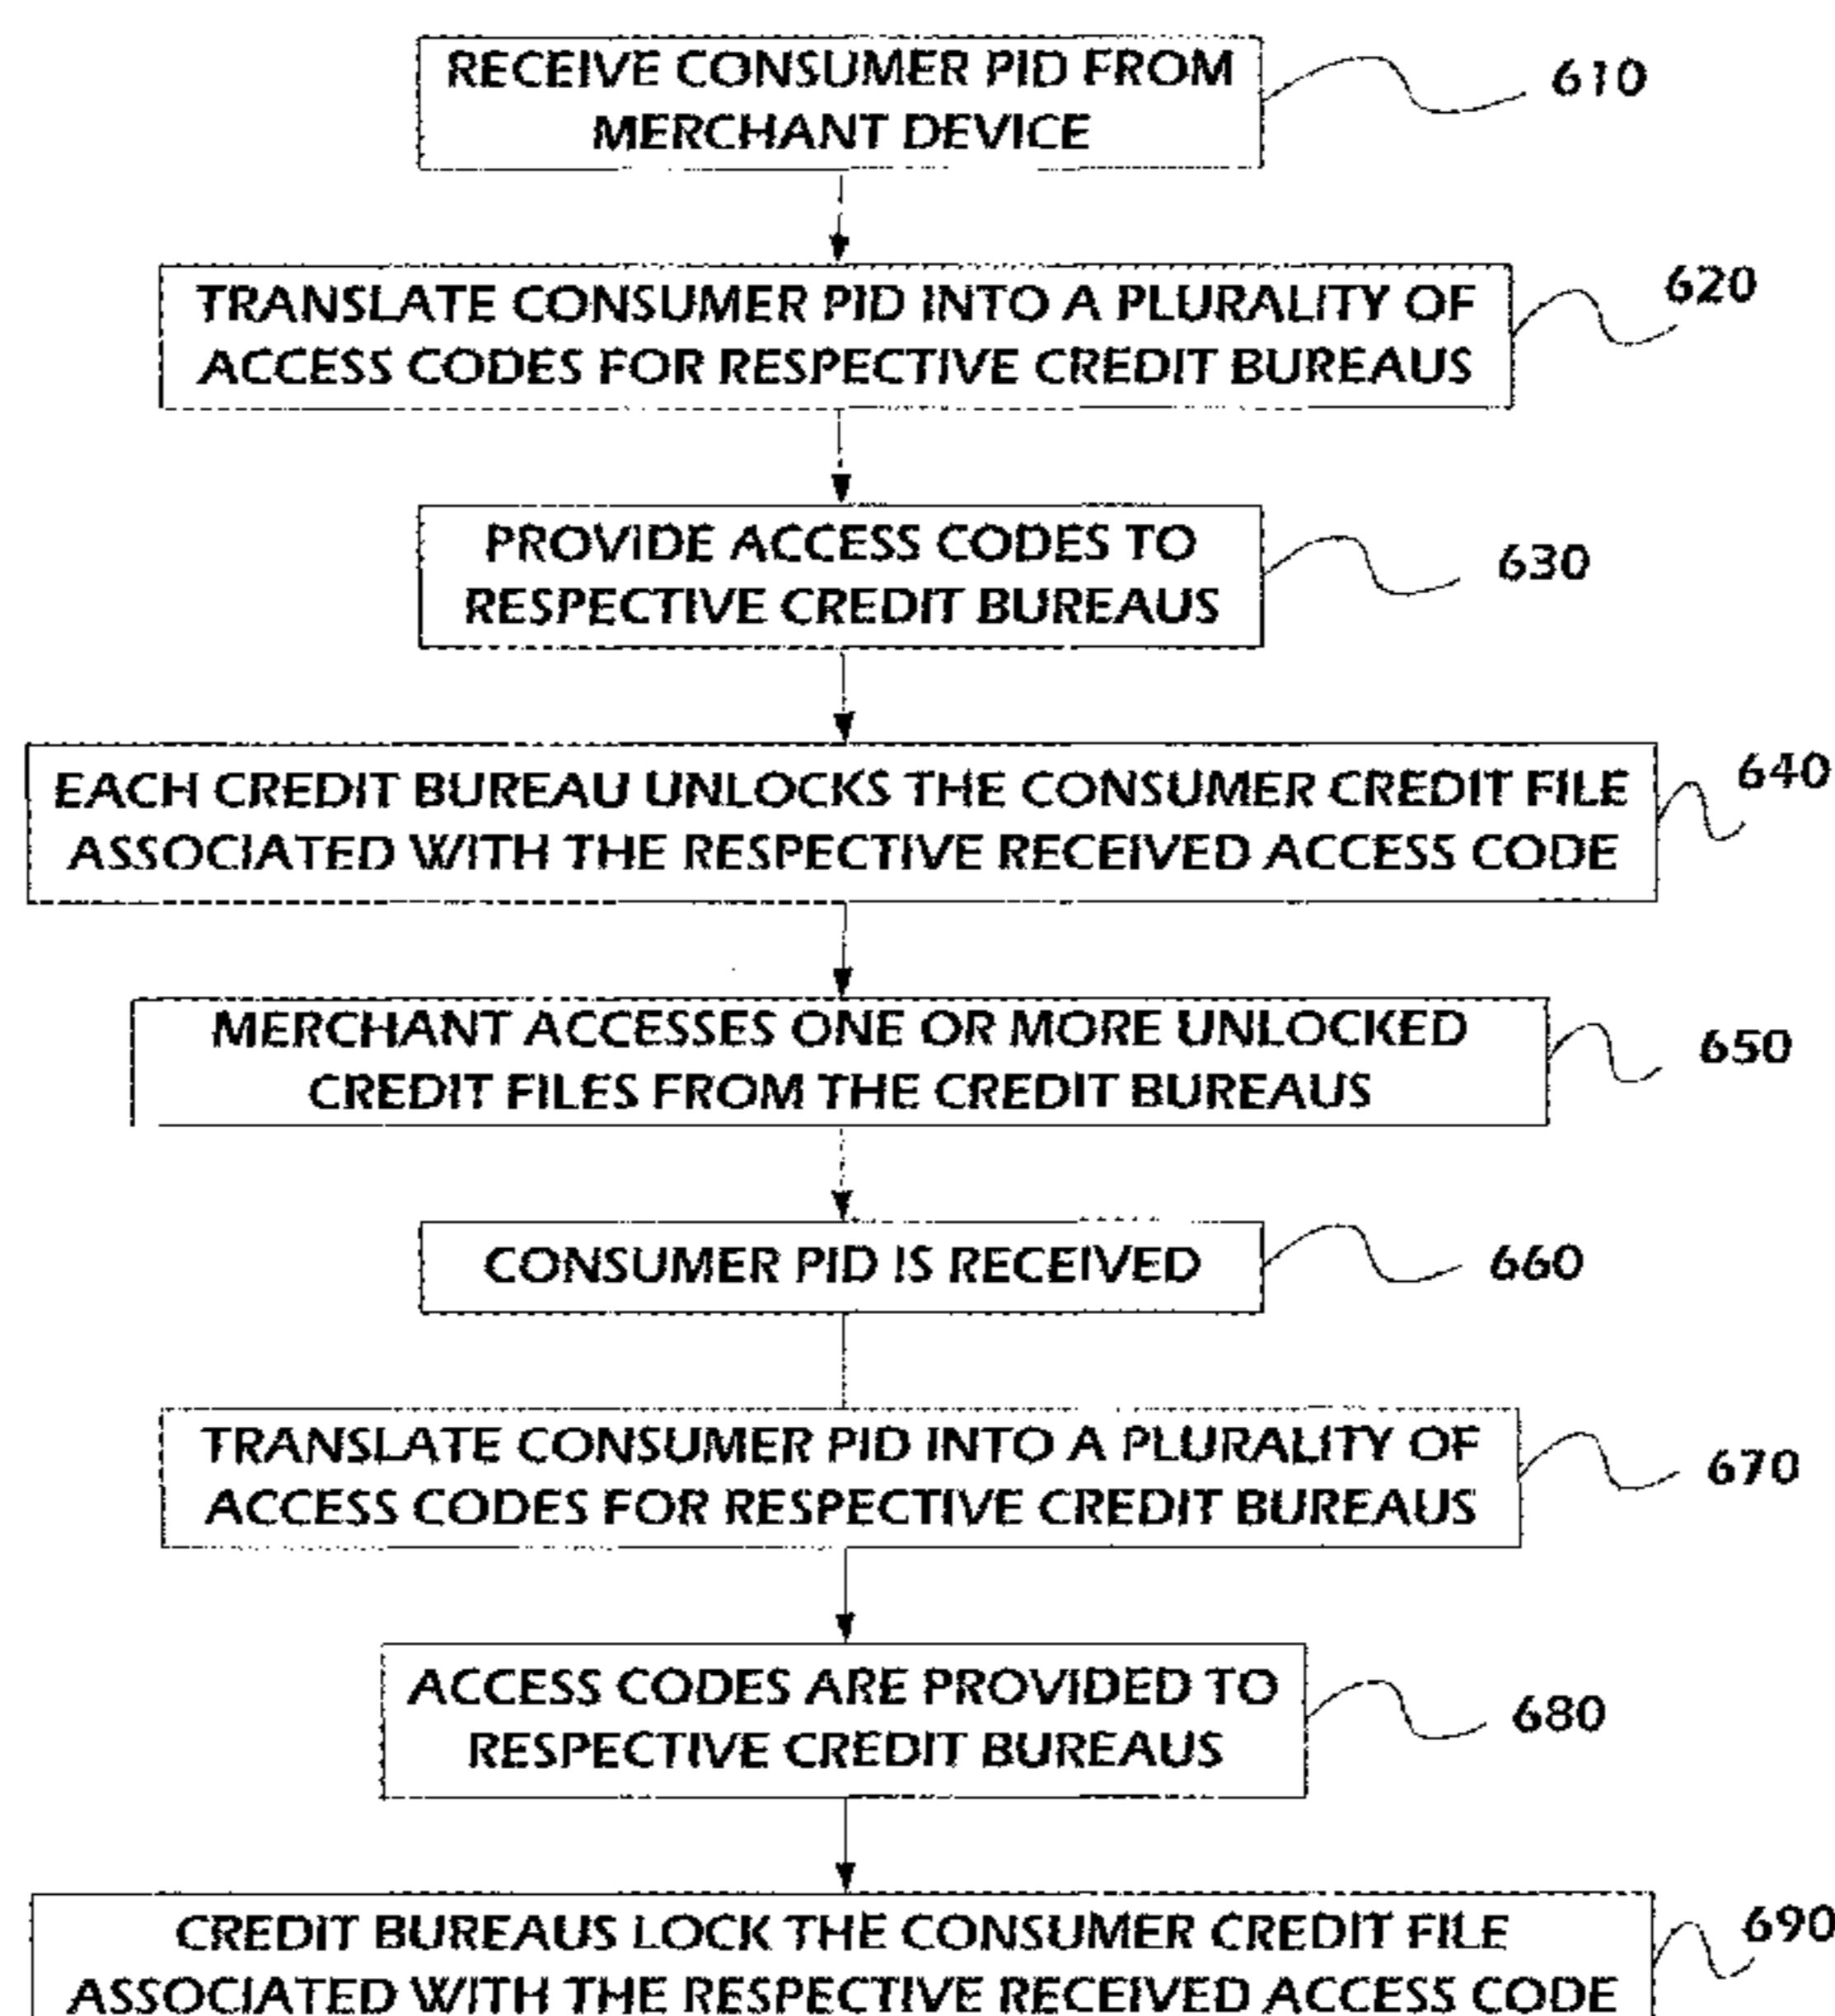 RECEIVE CONSUMER PID FROM
MERCHANT DEVICE
610
TRANSLATE CONSUMER PID INTO A PLURALITY OF
ACCESS CODES FOR RESPECTIVE CREDIT BUREAUS
620
PROVIDE ACCESS CODES TO
RESPECTIVE CREDIT BUREAUS
630
EACH CREDIT BUREAU UNLOCKS THE CONSUMER CREDIT FILE
ASSOCIATED WITH THE RESPECTIVE RECEIVED ACCESS CODE
640
MERCHANT ACCESSES ONE OR MORE UNLOCKED
CREDIT FILES FROM THE CREDIT BUREAUS
650
CONSUMER PID IS RECEIVED
660
TRANSLATE CONSUMER PID INTO A PLURALITY OF
ACCESS CODES FOR RESPECTIVE CREDIT BUREAUS
670
ACCESS CODES ARE PROVIDED TO
RESPECTIVE CREDIT BUREAUS
680
CREDIT BUREAUS LOCK THE CONSUMER CREDIT FILE
ASSOCIATED WITH THE RESPECTIVE RECEIVED ACCESS CODE
690